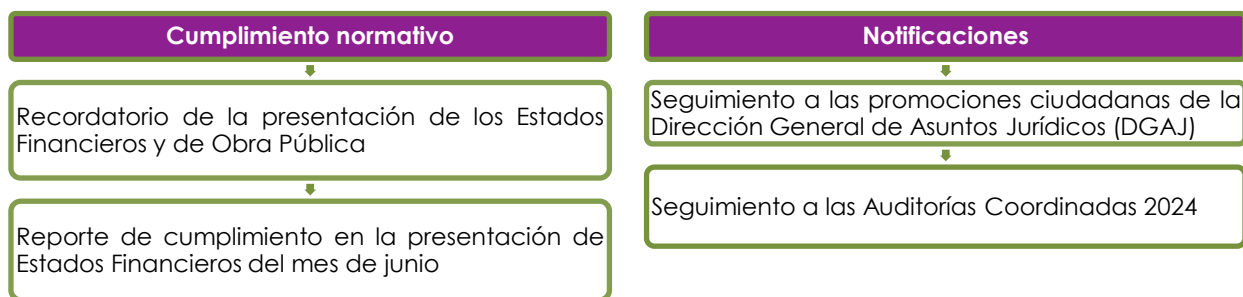 Cumplimiento normativo
Recordatorio de la presentación de los Estados
Financieros y de Obra Pública
Reporte de cumplimiento en la presentación de
Estados Financieros del mes de junio
Notificaciones
Seguimiento a las promociones ciudadanas de la
Dirección General de Asuntos Jurídicos (DGAJ)
Seguimiento a las Auditorías Coordinadas 2024